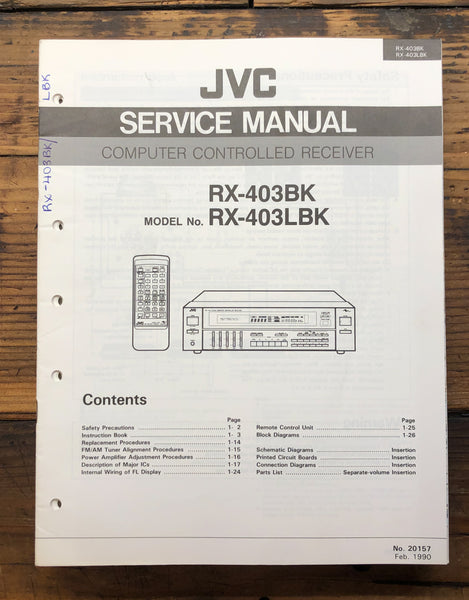 RX-403BK
RX-403LBK
JVC
SERVICE MANUAL
COMPUTER CONTROLLED RECEIVER
RX-403BK
MODEL No. RX-403LBK
RX-403BK/LBK
JVC
JVC
Contents
Page
Safety Precautions 1- 2
Instruction Book 1- 3
Replacement Procedures 1-14
FM/AM Tuner Alignment Procedures 1-15
Power Amplifier Adjustment Procedures 1-16
Description of Major ICs 1-17
Internal Wiring of FL Display 1-24
Page
Remote Control Unit 1-25
Block Diagrams 1-26
Schematic Diagrams Insertion
Printed Circuit Boards Insertion
Connection Diagrams Insertion
Parts List Separate-volume Insertion
No. 20157
Feb. 1990